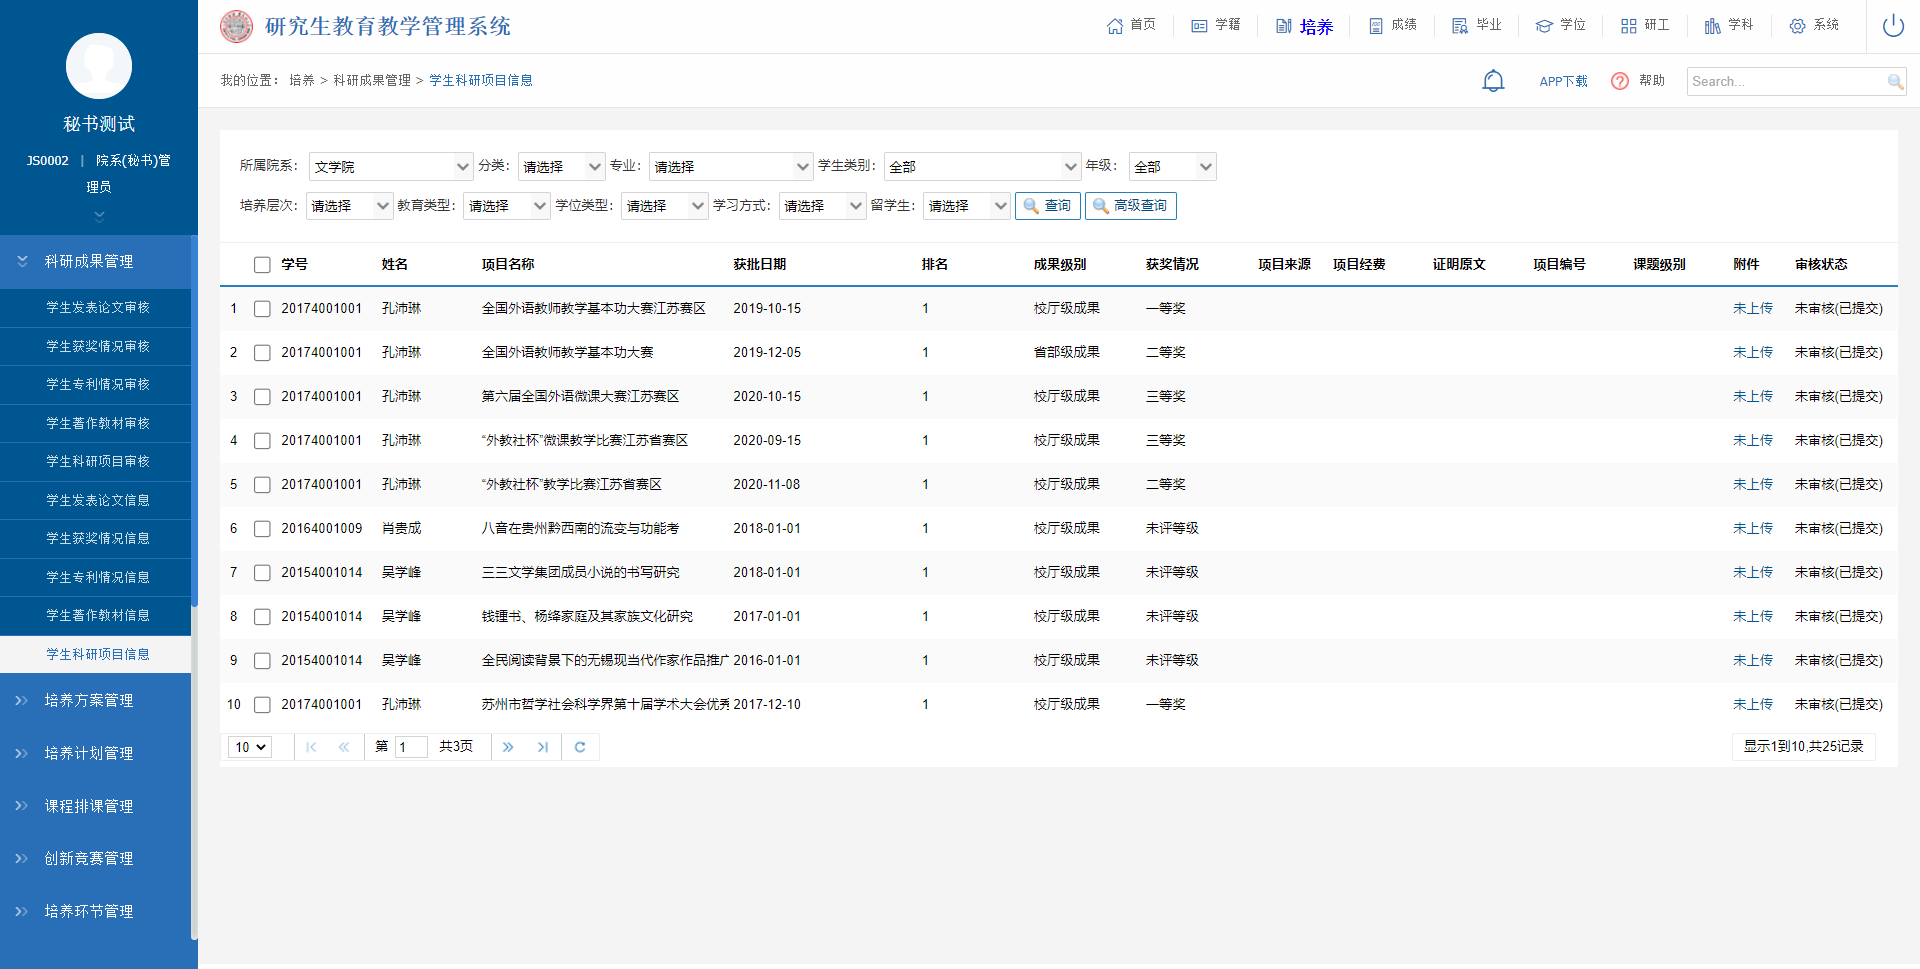 研究生教育教学管理系统
首页 学籍 培养 成绩 毕业 学位 研工 学科 系统
我的位置： 培养 > 科研成果管理 > 学生科研项目信息
APP下载 帮助 Search...
秘书测试
JS0002 | 院系(秘书)管
理员
科研成果管理
学生发表论文审核
学生获奖情况审核
学生专利情况审核
学生著作教材审核
学生科研项目审核
学生发表论文信息
学生获奖情况信息
学生专利情况信息
学生著作教材信息
学生科研项目信息
培养方案管理
培养计划管理
课程排课管理
创新竞赛管理
培养环节管理
所属院系： 文学院 分类： 请选择 专业： 请选择 学生类别： 全部 年级： 全部
培养层次： 请选择 教育类型： 请选择 学位类型： 请选择 学习方式： 请选择 留学生： 请选择 查询 高级查询
学号 姓名 项目名称 获批日期 排名 成果级别 获奖情况 项目来源 项目经费 证明原文 项目编号 课题级别 附件 审核状态
1 20174001001 孔沛琳 全国外语教师教学基本功大赛江苏赛区 2019-10-15 1 校厅级成果 一等奖 未上传 未审核(已提交)
2 20174001001 孔沛琳 全国外语教师教学基本功大赛 2019-12-05 1 省部级成果 二等奖 未上传 未审核(已提交)
3 20174001001 孔沛琳 第六届全国外语微课大赛江苏赛区 2020-10-15 1 校厅级成果 三等奖 未上传 未审核(已提交)
4 20174001001 孔沛琳 “外教社杯”微课教学比赛江苏省赛区 2020-09-15 1 校厅级成果 三等奖 未上传 未审核(已提交)
5 20174001001 孔沛琳 “外教社杯”教学比赛江苏省赛区 2020-11-08 1 校厅级成果 二等奖 未上传 未审核(已提交)
6 20164001009 肖贵成 八音在贵州黔西南的流变与功能考 2018-01-01 1 校厅级成果 未评等级 未上传 未审核(已提交)
7 20154001014 吴学峰 三三文学集团成员小说的书写研究 2018-01-01 1 校厅级成果 未评等级 未上传 未审核(已提交)
8 20154001014 吴学峰 钱锺书、杨绛家庭及其家族文化研究 2017-01-01 1 校厅级成果 未评等级 未上传 未审核(已提交)
9 20154001014 吴学峰 全民阅读背景下的无锡现当代作家作品推广 2016-01-01 1 校厅级成果 未评等级 未上传 未审核(已提交)
10 20174001001 孔沛琳 苏州市哲学社会科学界第十届学术大会优秀 2017-12-10 1 校厅级成果 一等奖 未上传 未审核(已提交)
10 第 1 共3页 显示1到10,共25记录